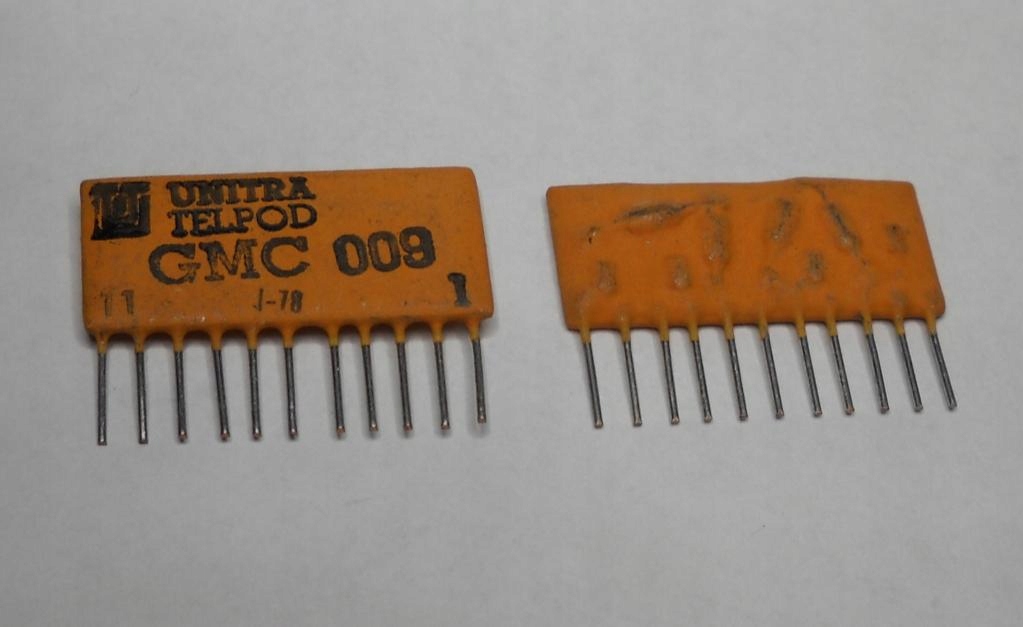 UNITRA
TELPOD
GMC 009
11 J-78 1